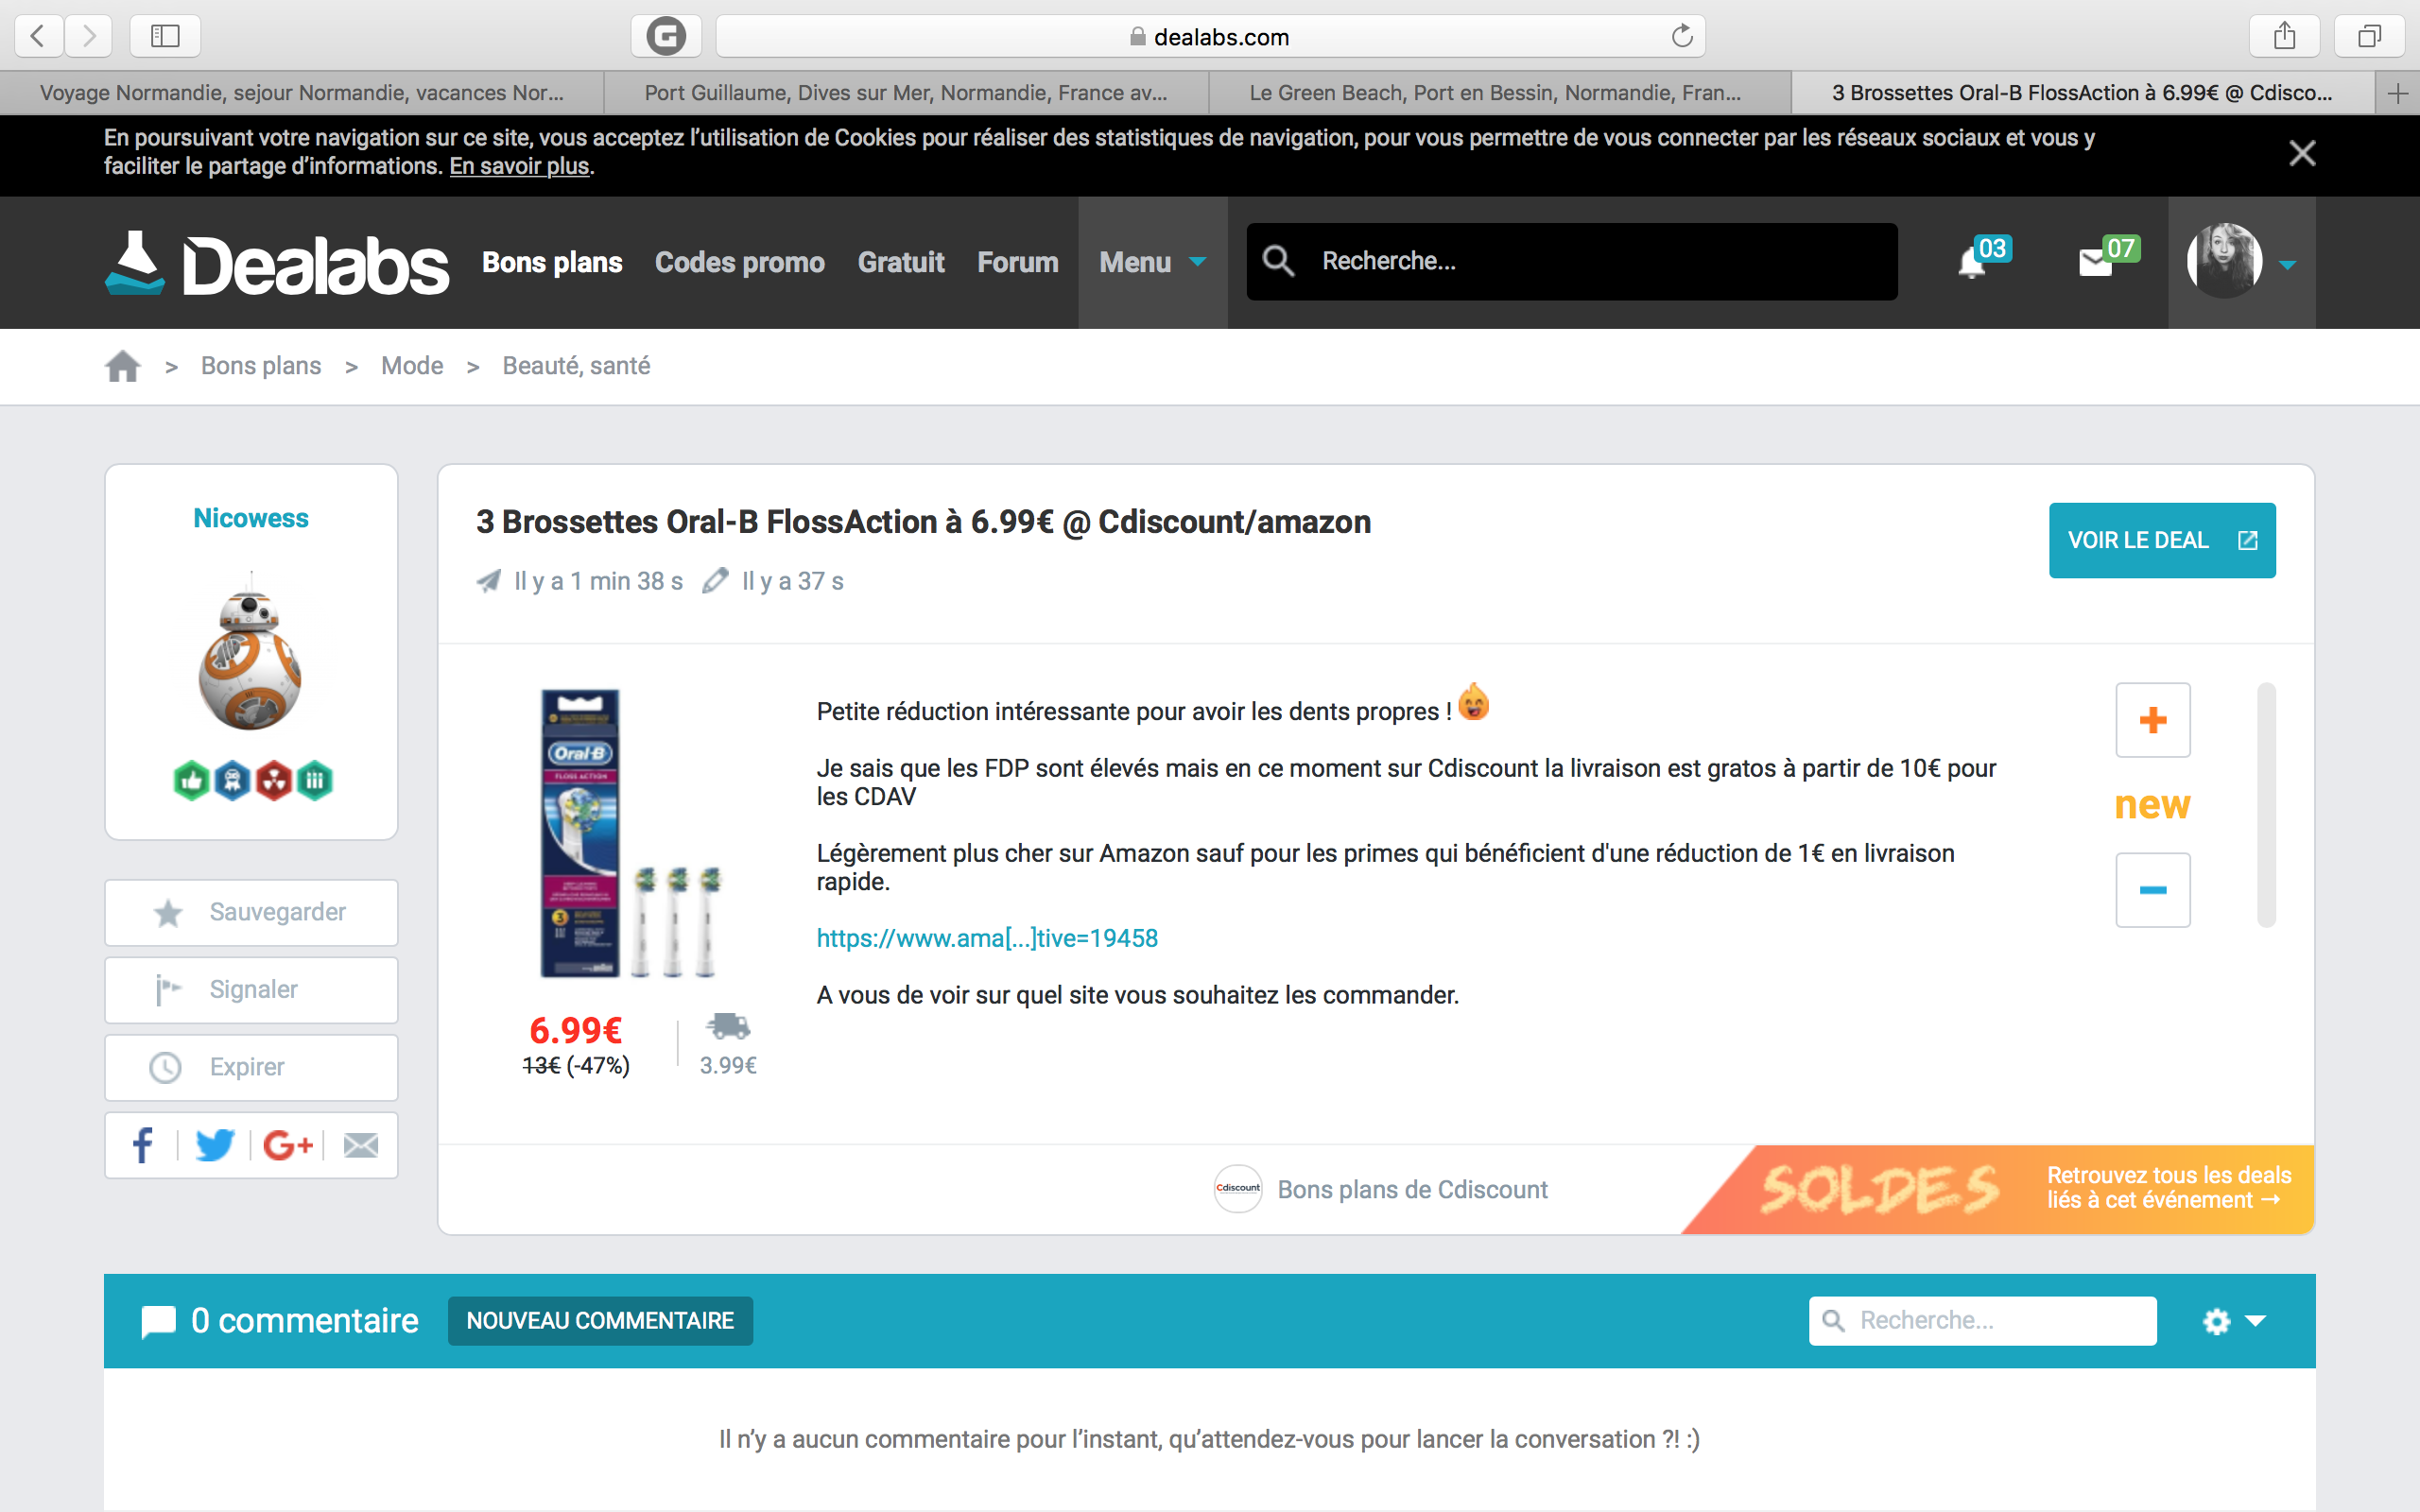 dealabs.com
Voyage Normandie, sejour Normandie, vacances Nor...
Port Guillaume, Dives sur Mer, Normandie, France av...
Le Green Beach, Port en Bessin, Normandie, Fran...
3 Brossettes Oral-B FlossAction à 6.99€ @ Cdisco...
En poursuivant votre navigation sur ce site, vous acceptez l’utilisation de Cookies pour réaliser des statistiques de navigation, pour vous permettre de vous connecter par les réseaux sociaux et vous y
faciliter le partage d’informations. En savoir plus.
Dealabs
Bons plans
Codes promo
Gratuit
Forum
Menu
Recherche...
03
07
> Bons plans > Mode > Beauté, santé
Nicowess
3 Brossettes Oral-B FlossAction à 6.99€ @ Cdiscount/amazon
Il y a 1 min 38 s
Il y a 37 s
VOIR LE DEAL
Oral-B
FLOSS ACTION
3
Petite réduction intéressante pour avoir les dents propres !
Je sais que les FDP sont élevés mais en ce moment sur Cdiscount la livraison est gratos à partir de 10€ pour
les CDAV
Légèrement plus cher sur Amazon sauf pour les primes qui bénéficient d'une réduction de 1€ en livraison
rapide.
https://www.ama[...]tive=19458
A vous de voir sur quel site vous souhaitez les commander.
+
new
−
6.99€
13€ (-47%)
3.99€
Sauvegarder
Signaler
Expirer
f
G+
Cdiscount
Bons plans de Cdiscount
SOLDES
Retrouvez tous les deals
liés à cet événement →
0 commentaire
NOUVEAU COMMENTAIRE
Recherche...
Il n’y a aucun commentaire pour l’instant, qu’attendez-vous pour lancer la conversation ?! :)